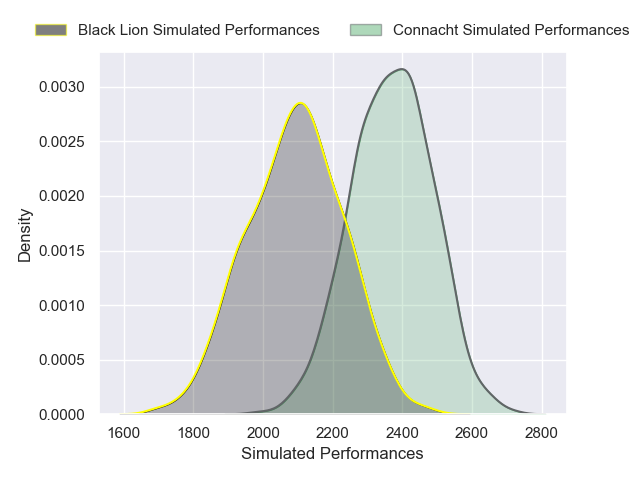 Black Lion Simulated Performances Connacht Simulated Performances
0.0030
0.0025
0.0020
0.0015
0.0010
0.0005
0.0000
Density
1600 1800 2000 2200 2400 2600 2800
Simulated Performances